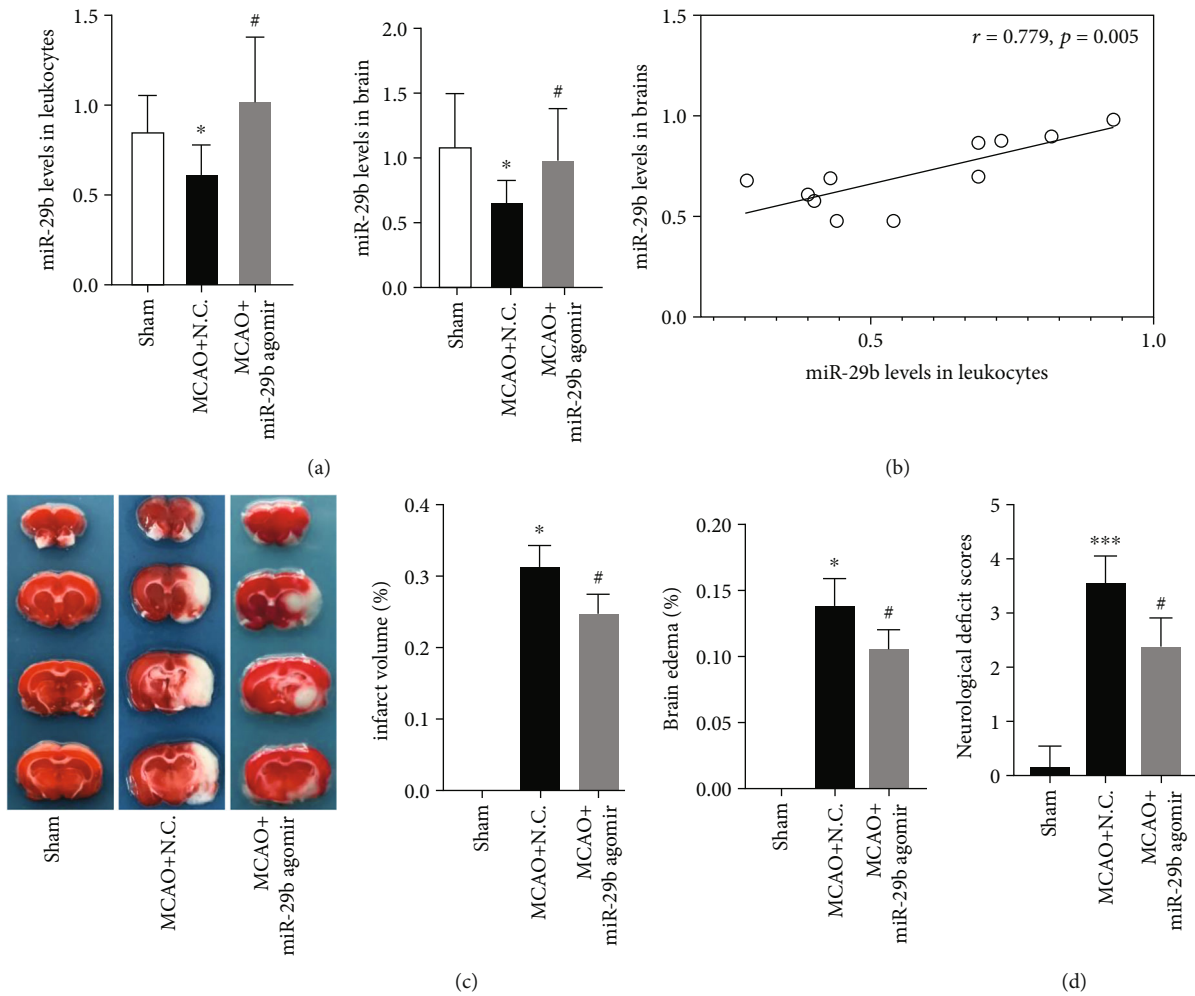 1.5
1.0
0.5
0.0
miR-29b levels in leukocytes
*
#
Sham
MCAO+N.C.
MCAO+
miR-29b agomir
2.0
1.5
1.0
0.5
0.0
miR-29b levels in brain
*
#
Sham
MCAO+N.C.
MCAO+
miR-29b agomir
(a)
1.5
1.0
0.5
0.0
miR-29b levels in brains
r = 0.779, p = 0.005
0.5
1.0
miR-29b levels in leukocytes
(b)
Sham
MCAO+N.C.
MCAO+
miR-29b agomir
0.4
0.3
0.2
0.1
0.0
infarct volume (%)
*
#
Sham
MCAO+N.C.
MCAO+
miR-29b agomir
0.20
0.15
0.10
0.05
0.00
Brain edema (%)
*
#
Sham
MCAO+N.C.
MCAO+
miR-29b agomir
(c)
5
4
3
2
1
0
Neurological deficit scores
***
#
Sham
MCAO+N.C.
MCAO+
miR-29b agomir
(d)